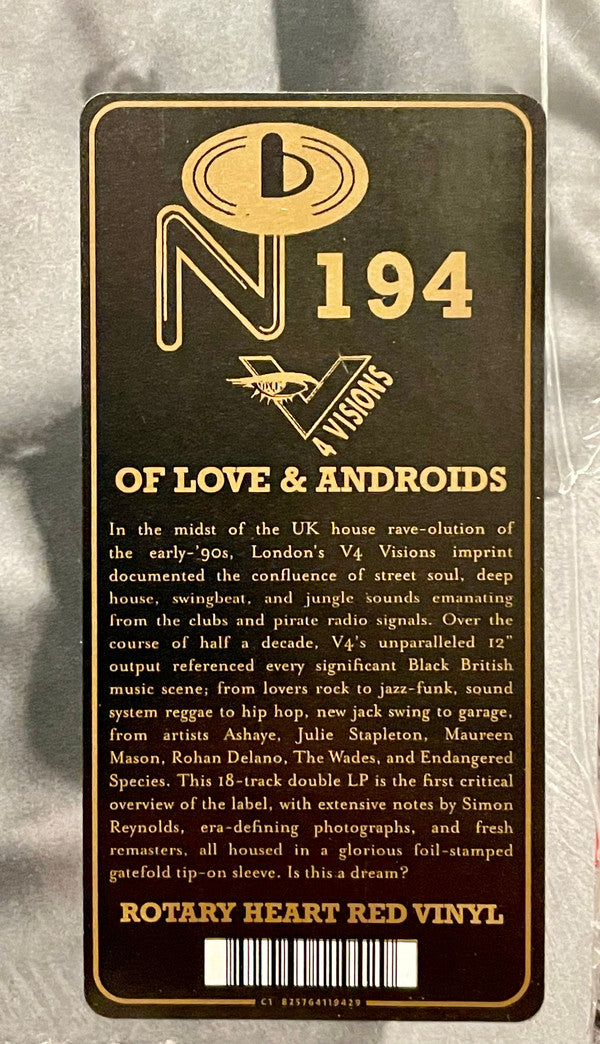 b
N 194
4 VISIONS
OF LOVE & ANDROIDS
In the midst of the UK house rave-olution of
the early-'90s, London's V4 Visions imprint
documented the confluence of street soul, deep
house, swingbeat, and jungle sounds emanating
from the clubs and pirate radio signals. Over the
course of half a decade, V4's unparalleled 12"
output referenced every significant Black British
music scene; from lovers rock to jazz-funk, sound
system reggae to hip hop, new jack swing to garage,
from artists Ashaye, Julie Stapleton, Maureen
Mason, Rohan Delano, The Wades, and Endangered
Species. This 18-track double LP is the first critical
overview of the label, with extensive notes by Simon
Reynolds, era-defining photographs, and fresh
remasters, all housed in a glorious foil-stamped
gatefold tip-on sleeve. Is this a dream?
ROTARY HEART RED VINYL
C1 825764119429